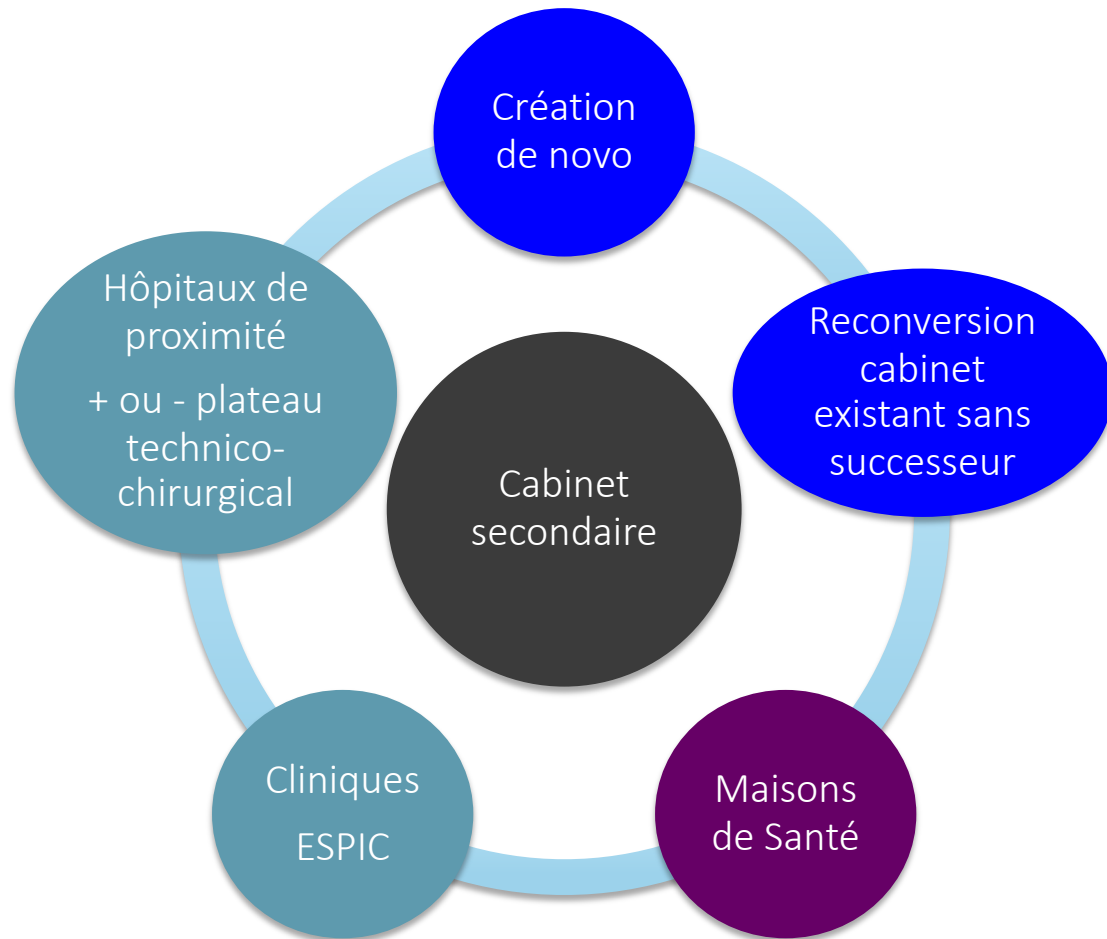 Création
de novo
Reconversion
cabinet
existant sans
successeur
Maisons
de Santé
Cliniques
ESPIC
Hôpitaux de
proximité
+ ou - plateau
technico-
chirurgical
Cabinet
secondaire